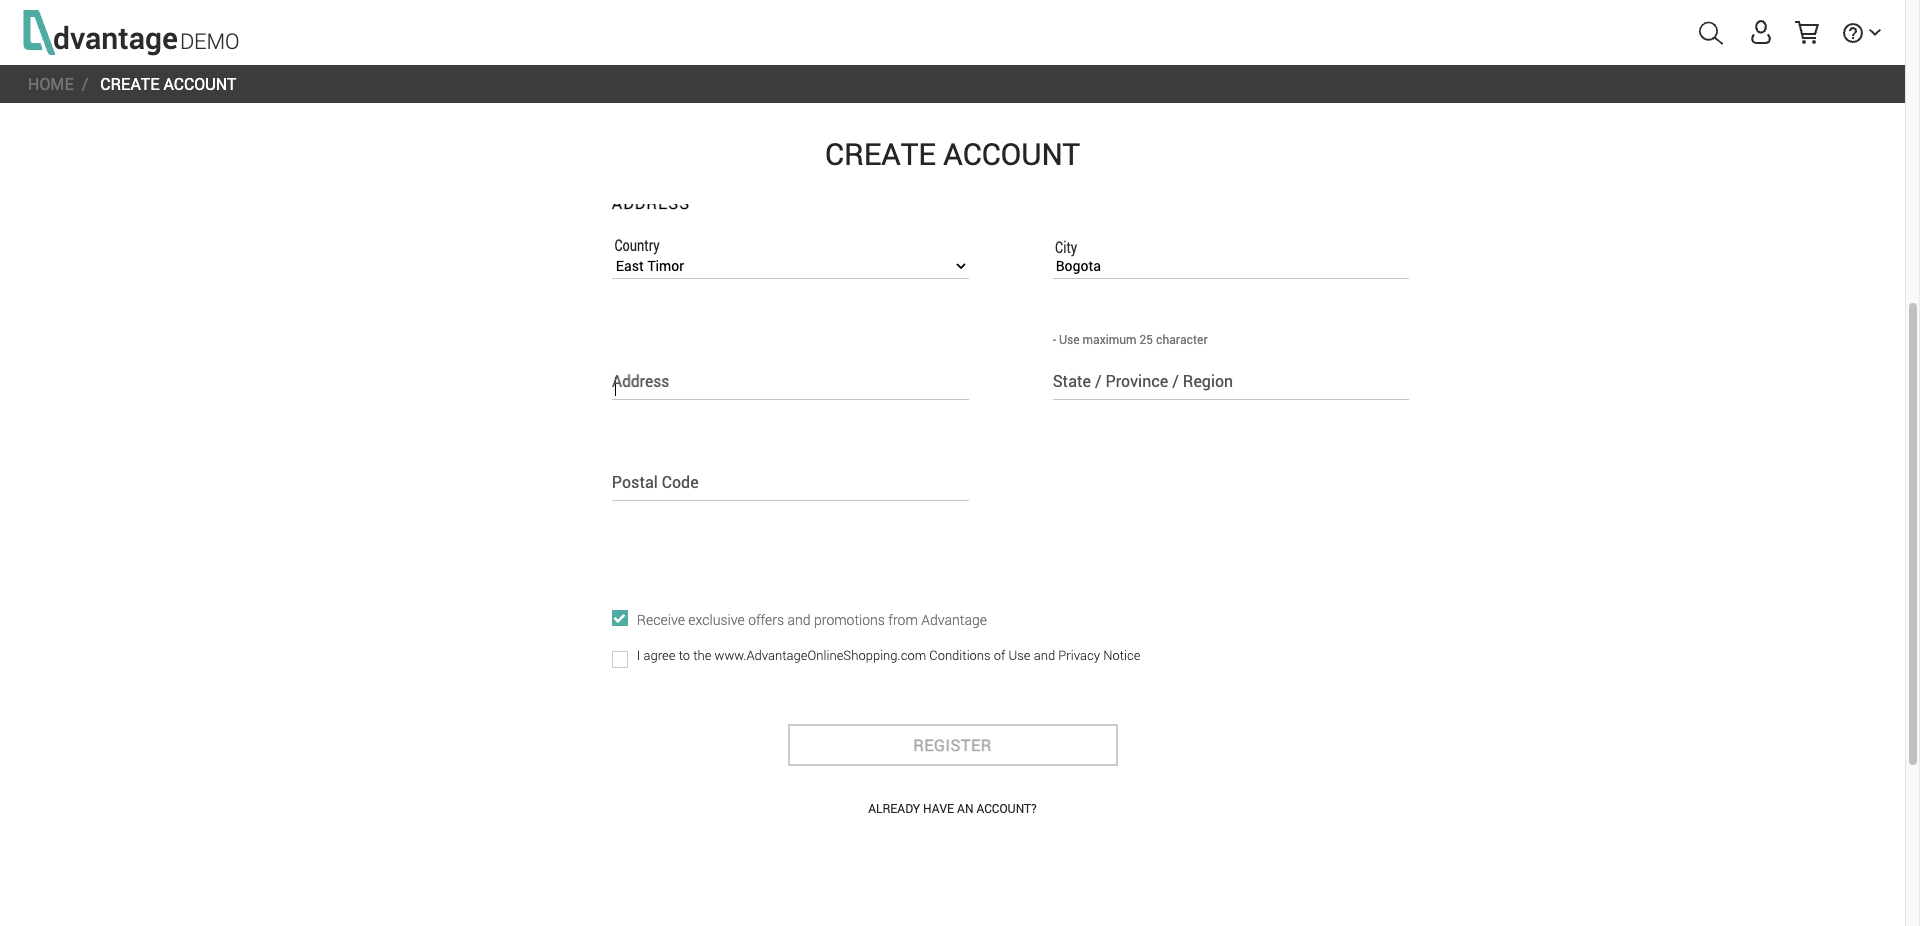 dvantage DEMO
HOME / CREATE ACCOUNT
CREATE ACCOUNT
ADDRESS
Country
East Timor
City
Bogota
- Use maximum 25 character
Address
State / Province / Region
Postal Code
Receive exclusive offers and promotions from Advantage
I agree to the www.AdvantageOnlineShopping.com Conditions of Use and Privacy Notice
REGISTER
ALREADY HAVE AN ACCOUNT?